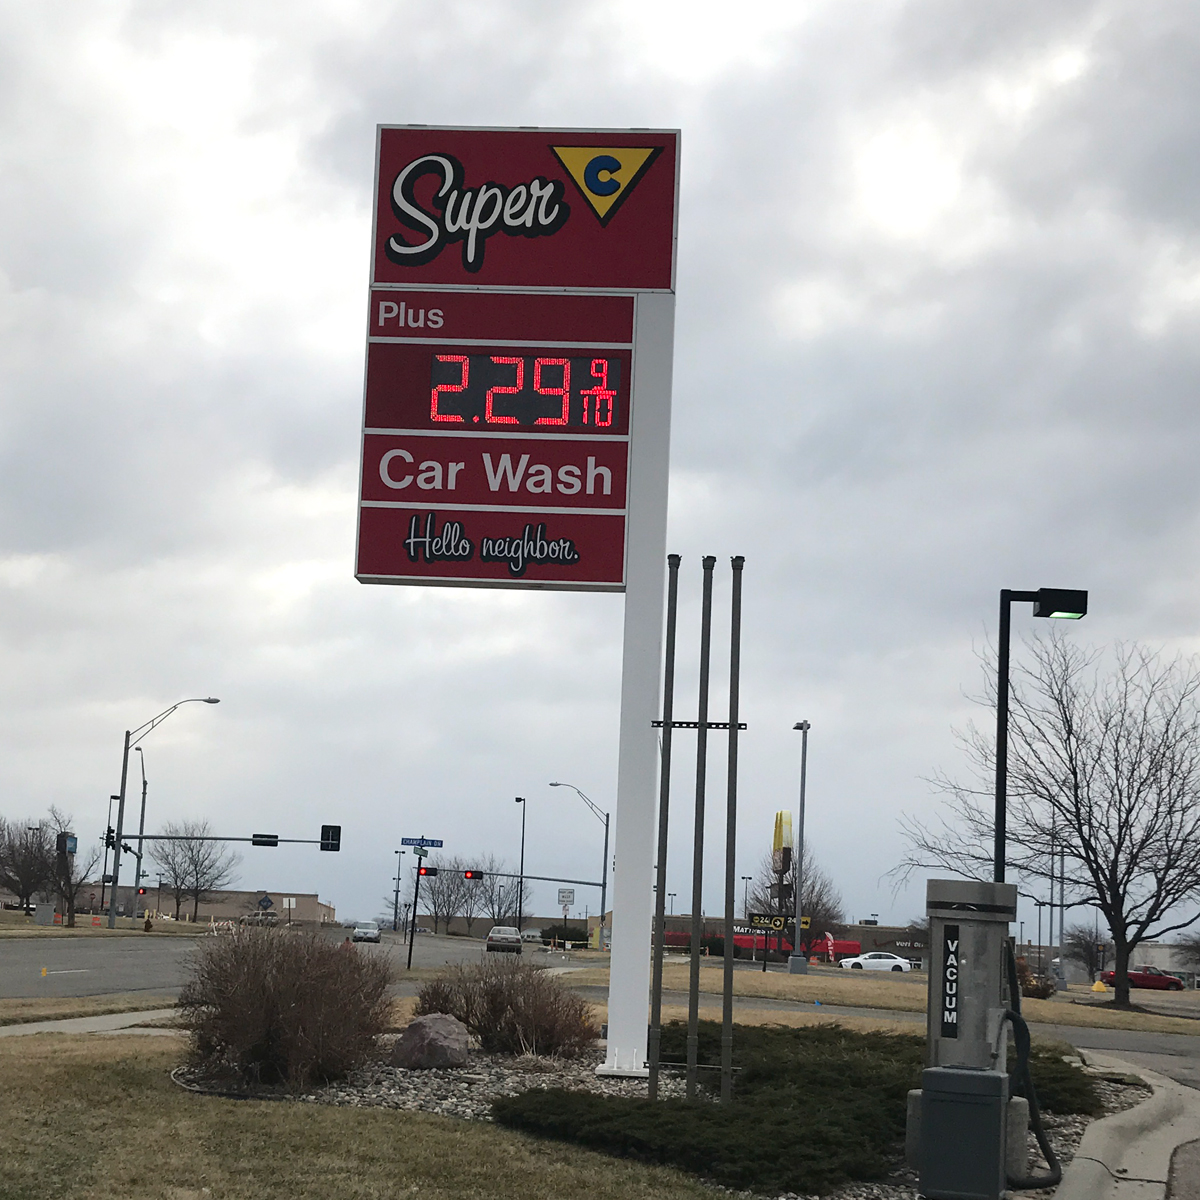 Super C
Plus
2.29 9/10
Car Wash
Hello neighbor.
CHAMPLAIN DR
VACUUM